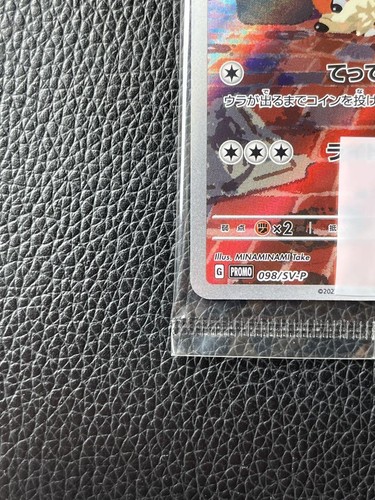 てって
ウラが出るまでコインを投げ
弱点 ×2 抵
Illus. MINAMINAMI Take
G PROMO 098/SV-P
©202